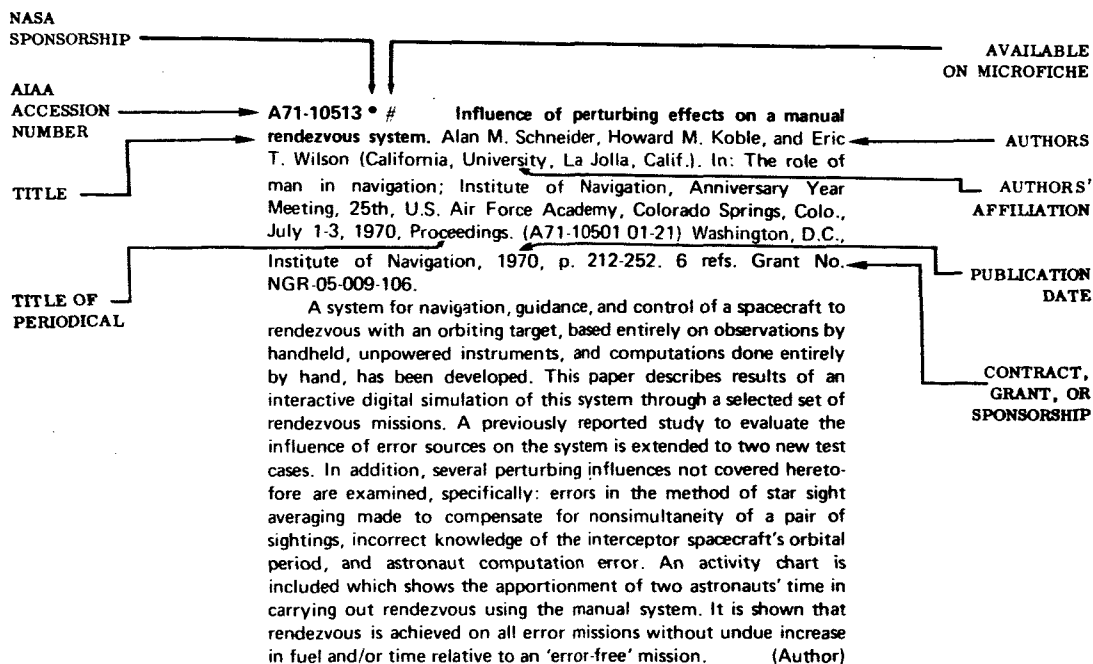 NASA
SPONSORSHIP
AVAILABLE
ON MICROFICHE
AIAA
ACCESSION
NUMBER
TITLE
TITLE OF
PERIODICAL
A71-10513 * # Influence of perturbing effects on a manual
rendezvous system. Alan M. Schneider, Howard M. Koble, and Eric
T. Wilson (California, University, La Jolla, Calif.). In: The role of
man in navigation; Institute of Navigation, Anniversary Year
Meeting, 25th, U.S. Air Force Academy, Colorado Springs, Colo.,
July 1-3, 1970, Proceedings. (A71-10501 01-21) Washington, D.C.,
Institute of Navigation, 1970, p. 212-252. 6 refs. Grant No.
NGR-05-009-106.
A system for navigation, guidance, and control of a spacecraft to
rendezvous with an orbiting target, based entirely on observations by
handheld, unpowered instruments, and computations done entirely
by hand, has been developed. This paper describes results of an
interactive digital simulation of this system through a selected set of
rendezvous missions. A previously reported study to evaluate the
influence of error sources on the system is extended to two new test
cases. In addition, several perturbing influences not covered hereto-
fore are examined, specifically: errors in the method of star sight
averaging made to compensate for nonsimultaneity of a pair of
sightings, incorrect knowledge of the interceptor spacecraft's orbital
period, and astronaut computation error. An activity chart is
included which shows the apportionment of two astronauts' time in
carrying out rendezvous using the manual system. It is shown that
rendezvous is achieved on all error missions without undue increase
in fuel and/or time relative to an 'error-free' mission. (Author)
AUTHORS
AUTHORS'
AFFILIATION
PUBLICATION
DATE
CONTRACT,
GRANT, OR
SPONSORSHIP